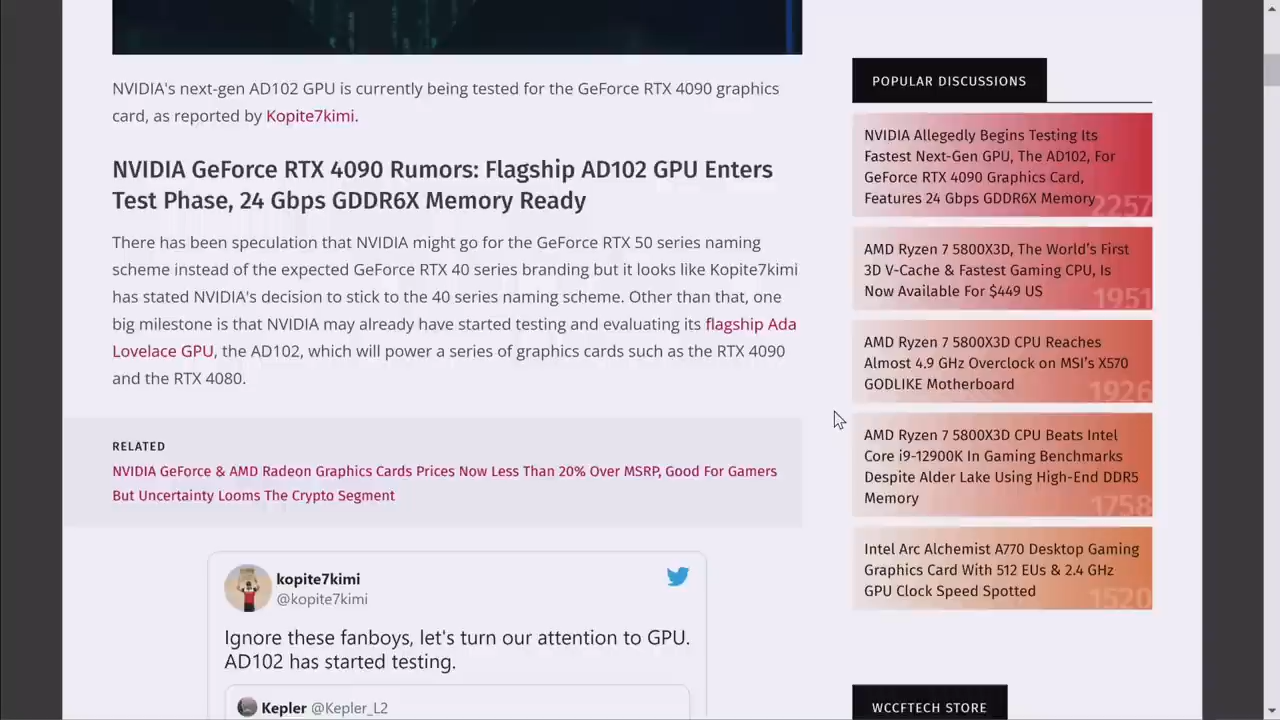 NVIDIA's next-gen AD102 GPU is currently being tested for the GeForce RTX 4090 graphics
card, as reported by Kopite7kimi.
NVIDIA GeForce RTX 4090 Rumors: Flagship AD102 GPU Enters
Test Phase, 24 Gbps GDDR6X Memory Ready
There has been speculation that NVIDIA might go for the GeForce RTX 50 series naming
scheme instead of the expected GeForce RTX 40 series branding but it looks like Kopite7kimi
has stated NVIDIA's decision to stick to the 40 series naming scheme. Other than that, one
big milestone is that NVIDIA may already have started testing and evaluating its flagship Ada
Lovelace GPU, the AD102, which will power a series of graphics cards such as the RTX 4090
and the RTX 4080.
RELATED
NVIDIA GeForce & AMD Radeon Graphics Cards Prices Now Less Than 20% Over MSRP, Good For Gamers
But Uncertainty Looms The Crypto Segment
kopite7kimi
@kopite7kimi
Ignore these fanboys, let's turn our attention to GPU.
AD102 has started testing.
Kepler @Kepler_L2
POPULAR DISCUSSIONS
NVIDIA Allegedly Begins Testing Its
Fastest Next-Gen GPU, The AD102, For
GeForce RTX 4090 Graphics Card,
Features 24 Gbps GDDR6X Memory
2257
AMD Ryzen 7 5800X3D, The World's First
3D V-Cache & Fastest Gaming CPU, Is
Now Available For $449 US
1951
AMD Ryzen 7 5800X3D CPU Reaches
Almost 4.9 GHz Overclock on MSI's X570
GODLIKE Motherboard
1926
AMD Ryzen 7 5800X3D CPU Beats Intel
Core i9-12900K In Gaming Benchmarks
Despite Alder Lake Using High-End DDR5
Memory
1758
Intel Arc Alchemist A770 Desktop Gaming
Graphics Card With 512 EUs & 2.4 GHz
GPU Clock Speed Spotted
1520
WCCFTECH STORE